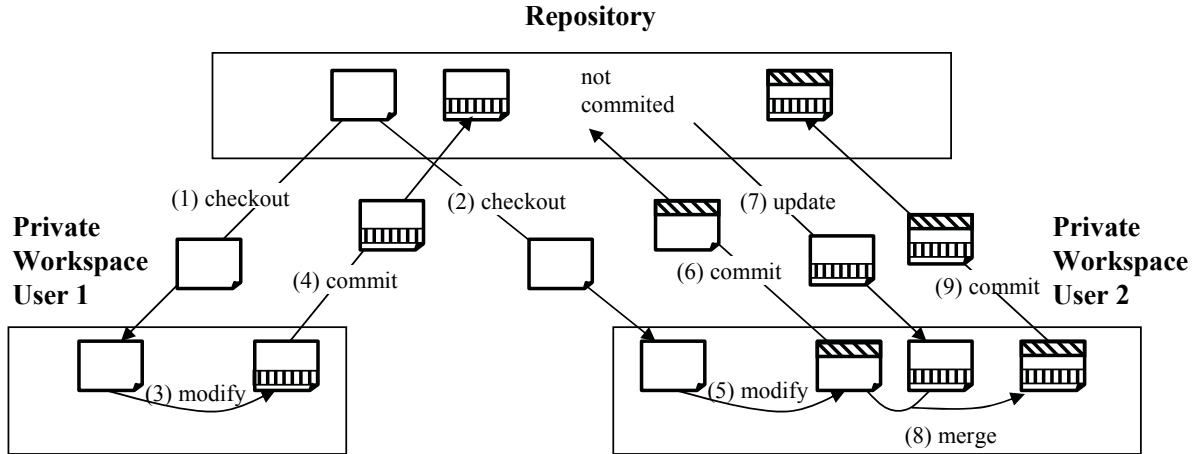 Repository
not
commited
(1) checkout
(2) checkout
(7) update
Private
Workspace
User 1
(4) commit
(6) commit
(9) commit
Private
Workspace
User 2
(3) modify
(5) modify
(8) merge